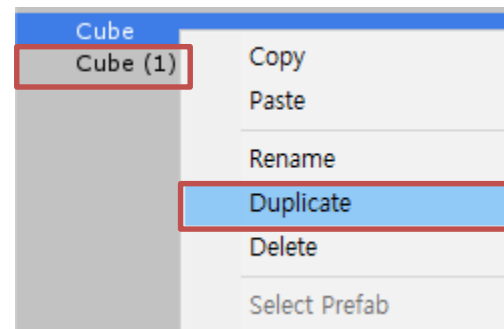 Cube
Cube (1)
Copy
Paste
Rename
Duplicate
Delete
Select Prefab